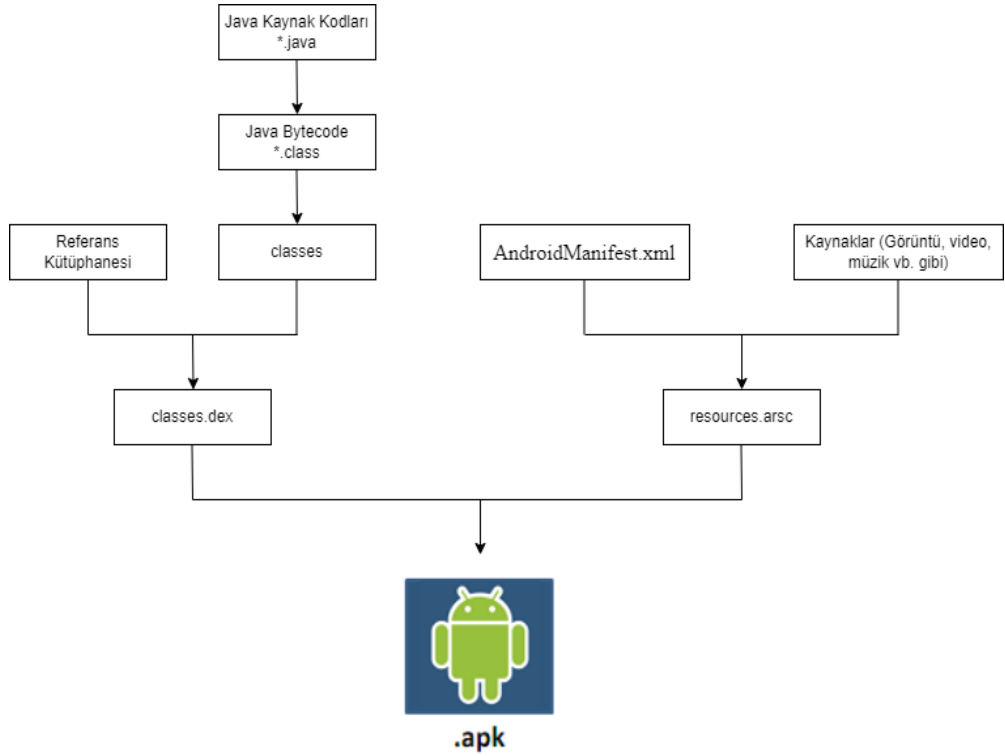 Java Kaynak Kodları
*.java
Java Bytecode
*.class
Referans
Kütüphanesi
classes
AndroidManifest.xml
Kaynaklar (Görüntü, video,
müzik vb. gibi)
classes.dex
resources.arsc
.apk